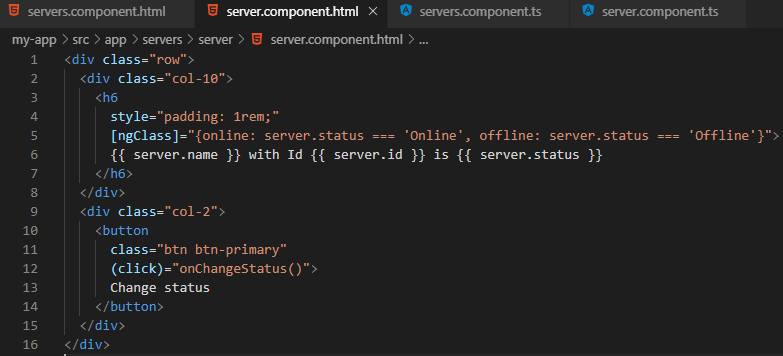 servers.component.html server.component.html × servers.component.ts server.component.ts
my-app > src > app > servers > server > server.component.html > ...
1 <div class="row">
2 <div class="col-10">
3 <h6
4 style="padding: 1rem;"
5 [ngClass]="{online: server.status === 'Online', offline: server.status === 'Offline'}">
6 {{ server.name }} with Id {{ server.id }} is {{ server.status }}
7 </h6>
8 </div>
9 <div class="col-2">
10 <button
11 class="btn btn-primary"
12 (click)="onChangeStatus()">
13 Change status
14 </button>
15 </div>
16 </div>